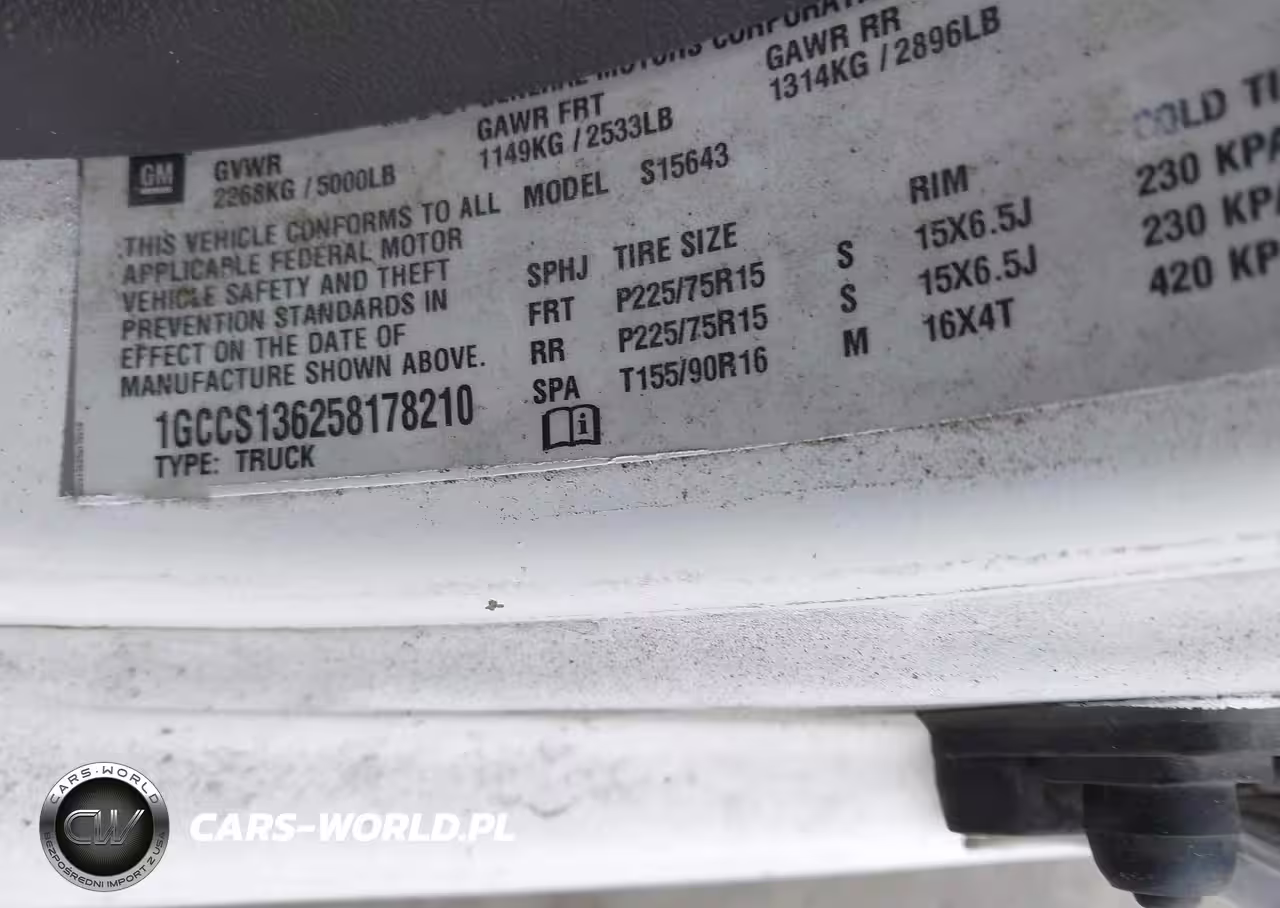 GENERAL MOTORS CORPORATI
GM
GVWR
2268KG / 5000LB
GAWR FRT
1149KG / 2533LB
GAWR RR
1314KG / 2896LB
THIS VEHICLE CONFORMS TO ALL
APPLICABLE FEDERAL MOTOR
VEHICLE SAFETY AND THEFT
PREVENTION STANDARDS IN
EFFECT ON THE DATE OF
MANUFACTURE SHOWN ABOVE.
1GCCS136258178210
TYPE: TRUCK
MODEL S15643
SPHJ TIRE SIZE RIM COLD TI
FRT P225/75R15 S 15X6.5J 230 KPA
RR P225/75R15 S 15X6.5J 230 KPA
SPA T155/90R16 M 16X4T 420 KP
i
CARS-WORLD
CW
BEZPOŚREDNI IMPORT Z USA
CARS-WORLD.PL